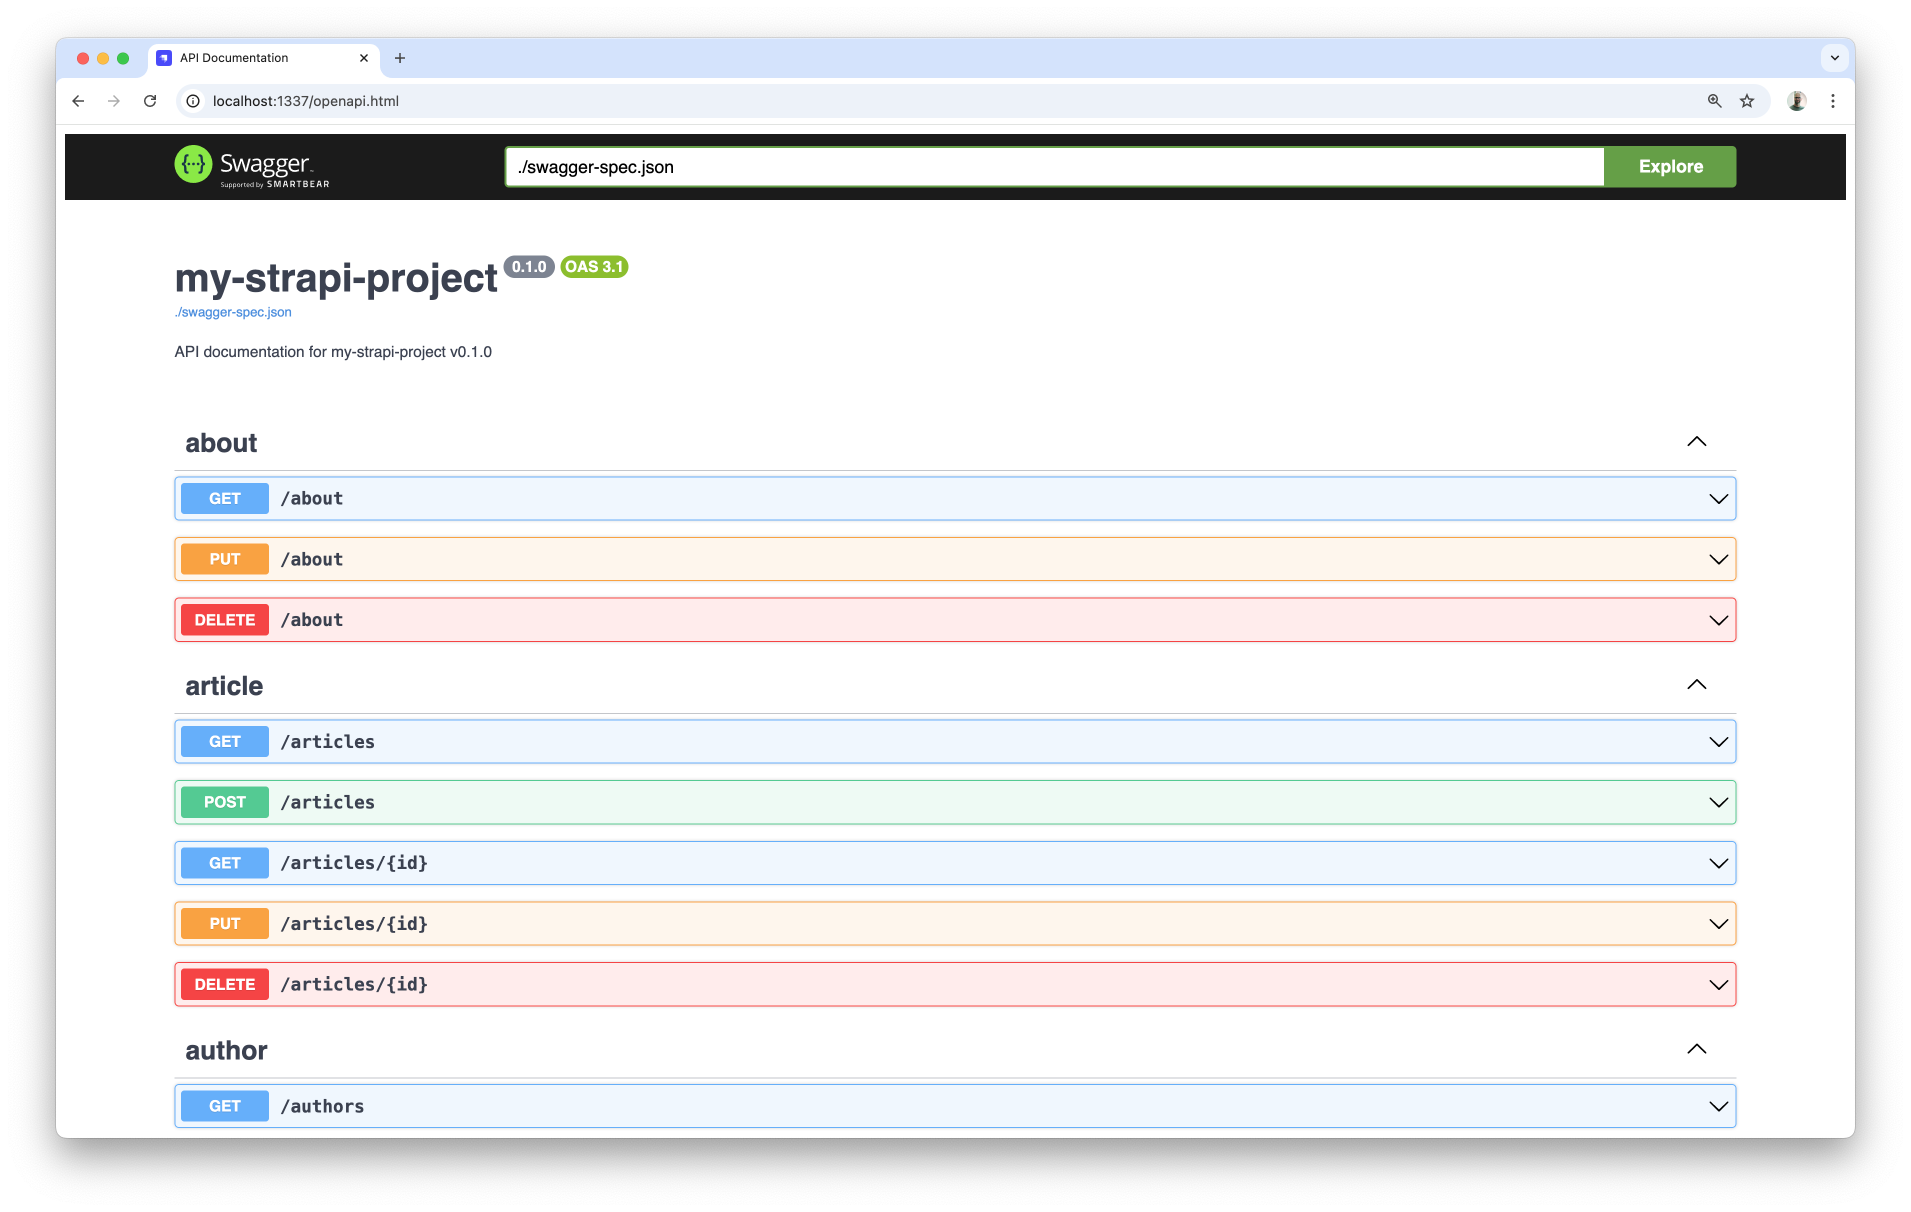 API Documentation
localhost:1337/openapi.html
{···} Swagger™
Supported by SMARTBEAR
./swagger-spec.json
Explore
my-strapi-project 0.1.0 OAS 3.1
./swagger-spec.json
API documentation for my-strapi-project v0.1.0
about
GET /about
PUT /about
DELETE /about
article
GET /articles
POST /articles
GET /articles/{id}
PUT /articles/{id}
DELETE /articles/{id}
author
GET /authors